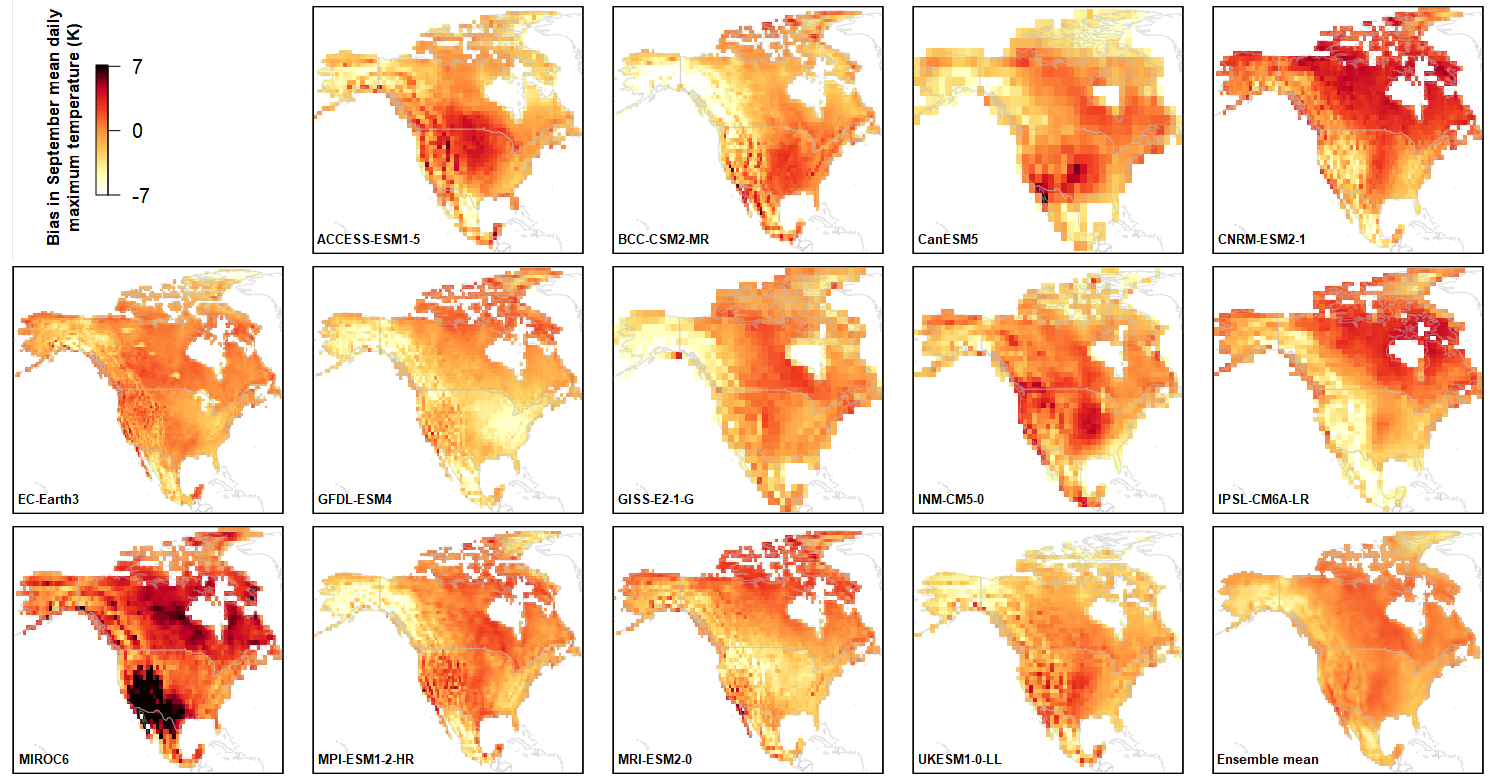 Bias in September mean daily
maximum temperature (K)
7
0
-7
ACCESS-ESM1-5
BCC-CSM2-MR
CanESM5
CNRM-ESM2-1
EC-Earth3
GFDL-ESM4
GISS-E2-1-G
INM-CM5-0
IPSL-CM6A-LR
MIROC6
MPI-ESM1-2-HR
MRI-ESM2-0
UKESM1-0-LL
Ensemble mean